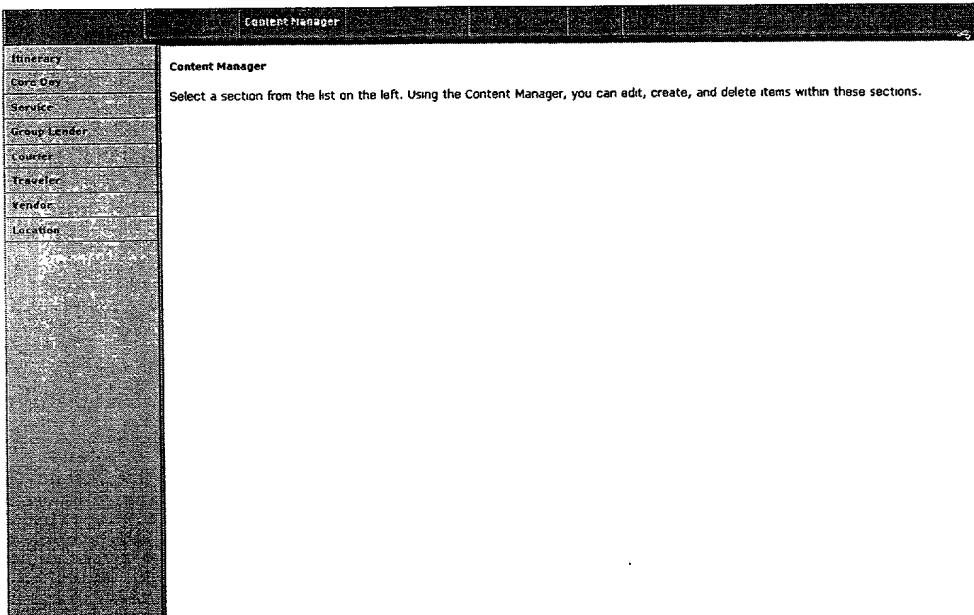 Content Manager
Itinerary
Core Day
Service
Group Leader
Courier
Traveler
Vendor
Location
Content Manager
Select a section from the list on the left. Using the Content Manager, you can edit, create, and delete items within these sections.